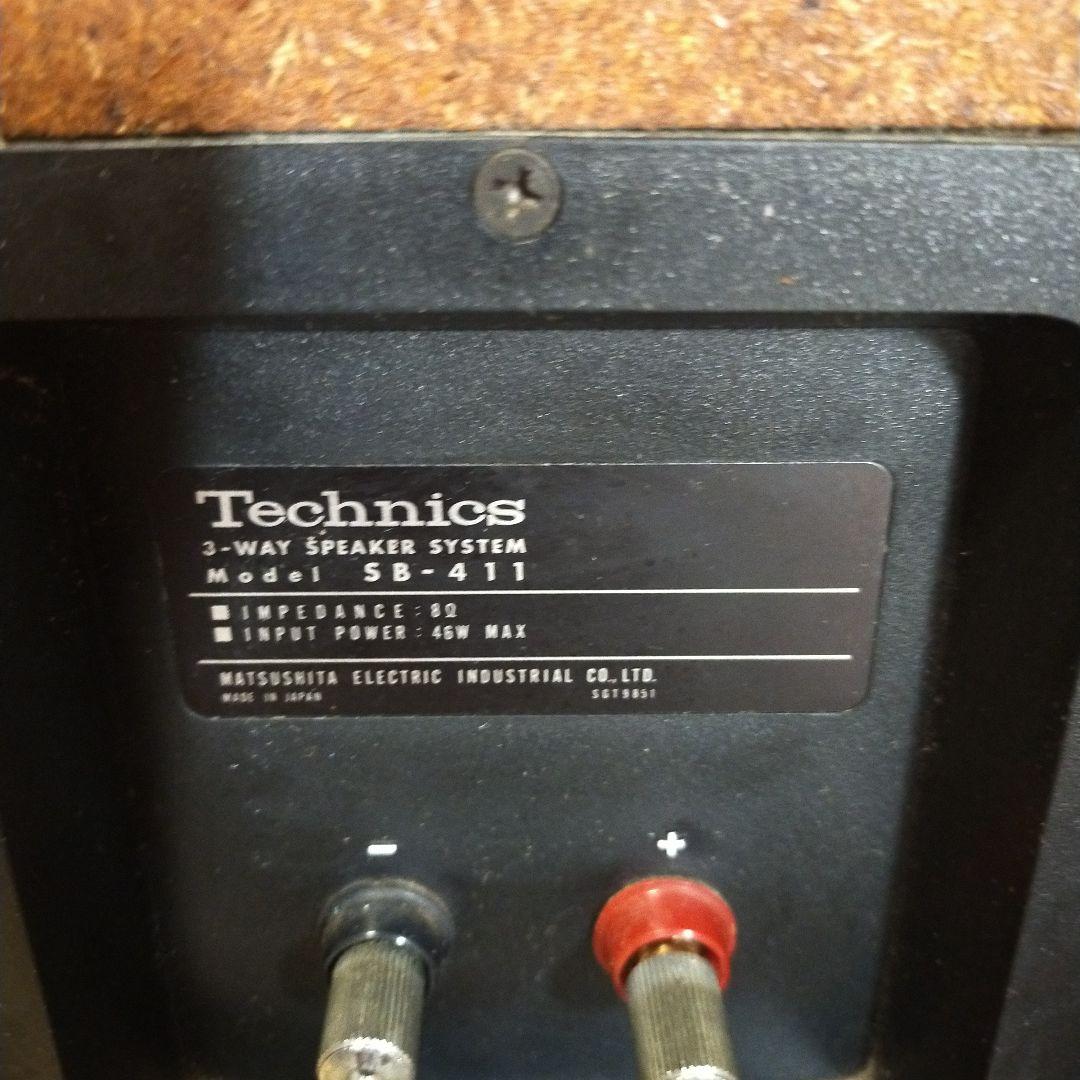 Technics
3-WAY SPEAKER SYSTEM
Model SB-411
■ IMPEDANCE : 8Ω
■ INPUT POWER : 46W MAX
MATSUSHITA ELECTRIC INDUSTRIAL CO., LTD.
MADE IN JAPAN SGT9851
- +